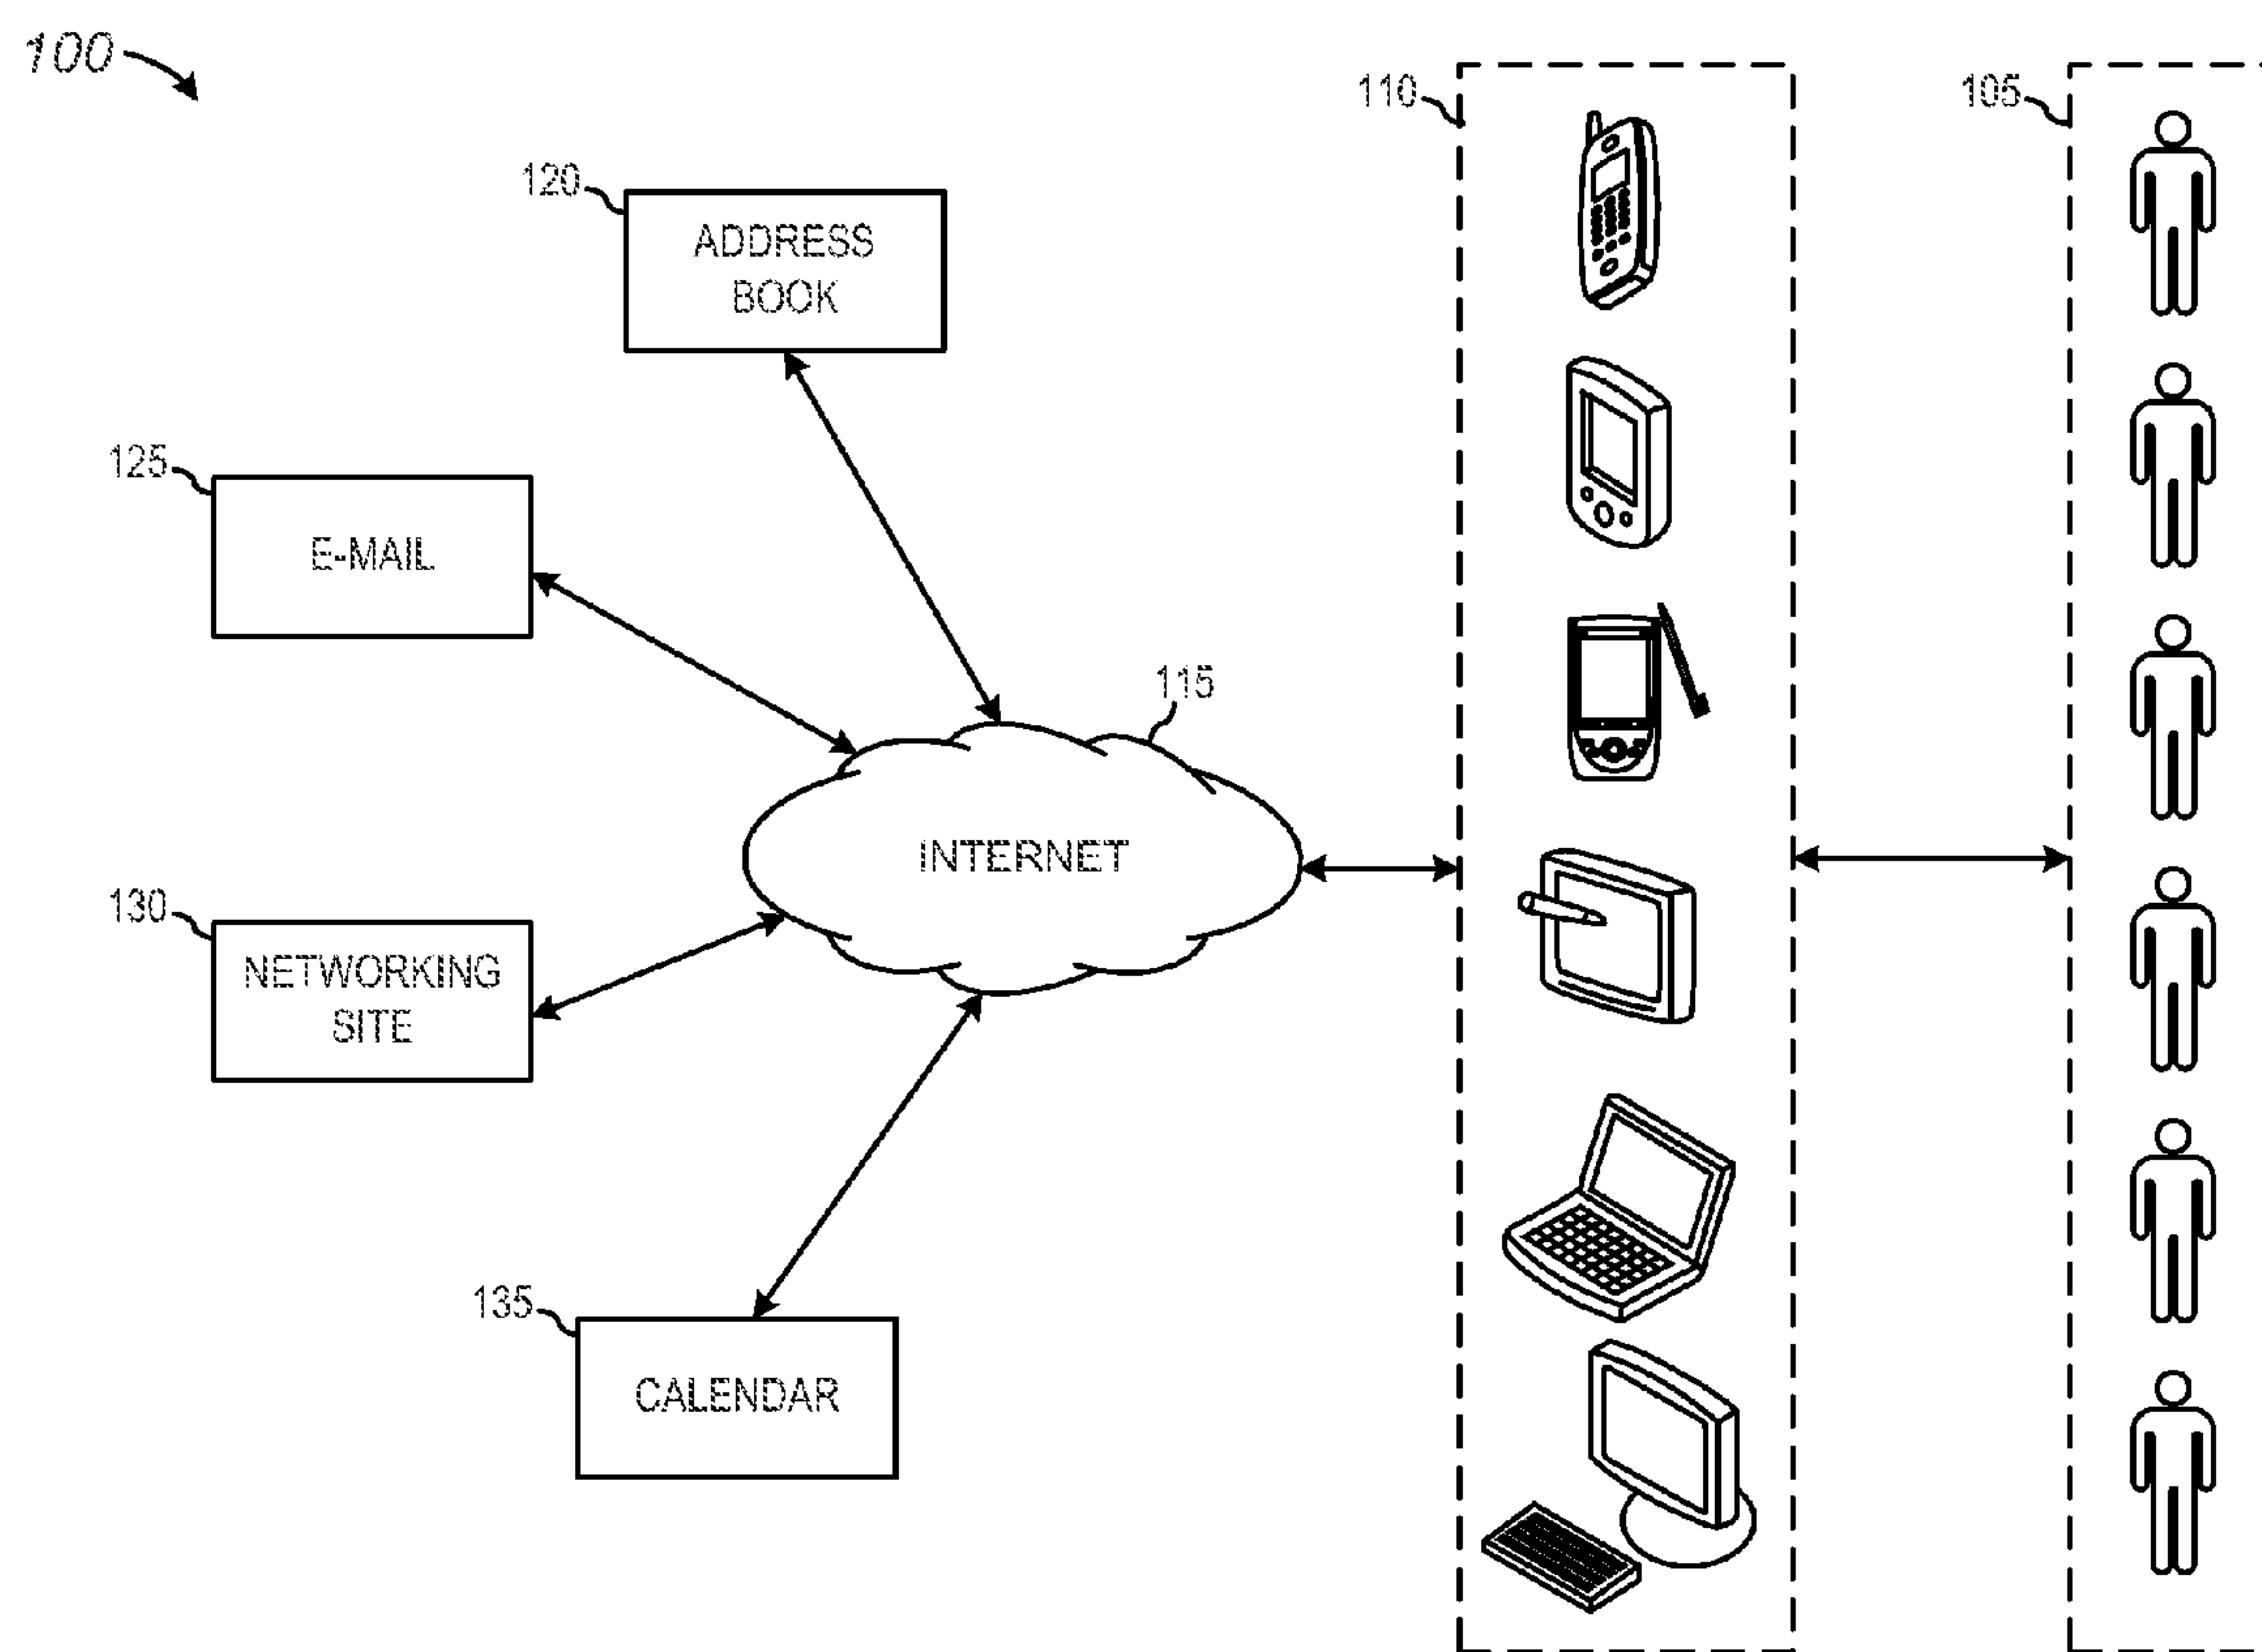 100
110
105
120
ADDRESS
BOOK
125
E-MAIL
115
INTERNET
130
NETWORKING
SITE
135
CALENDAR